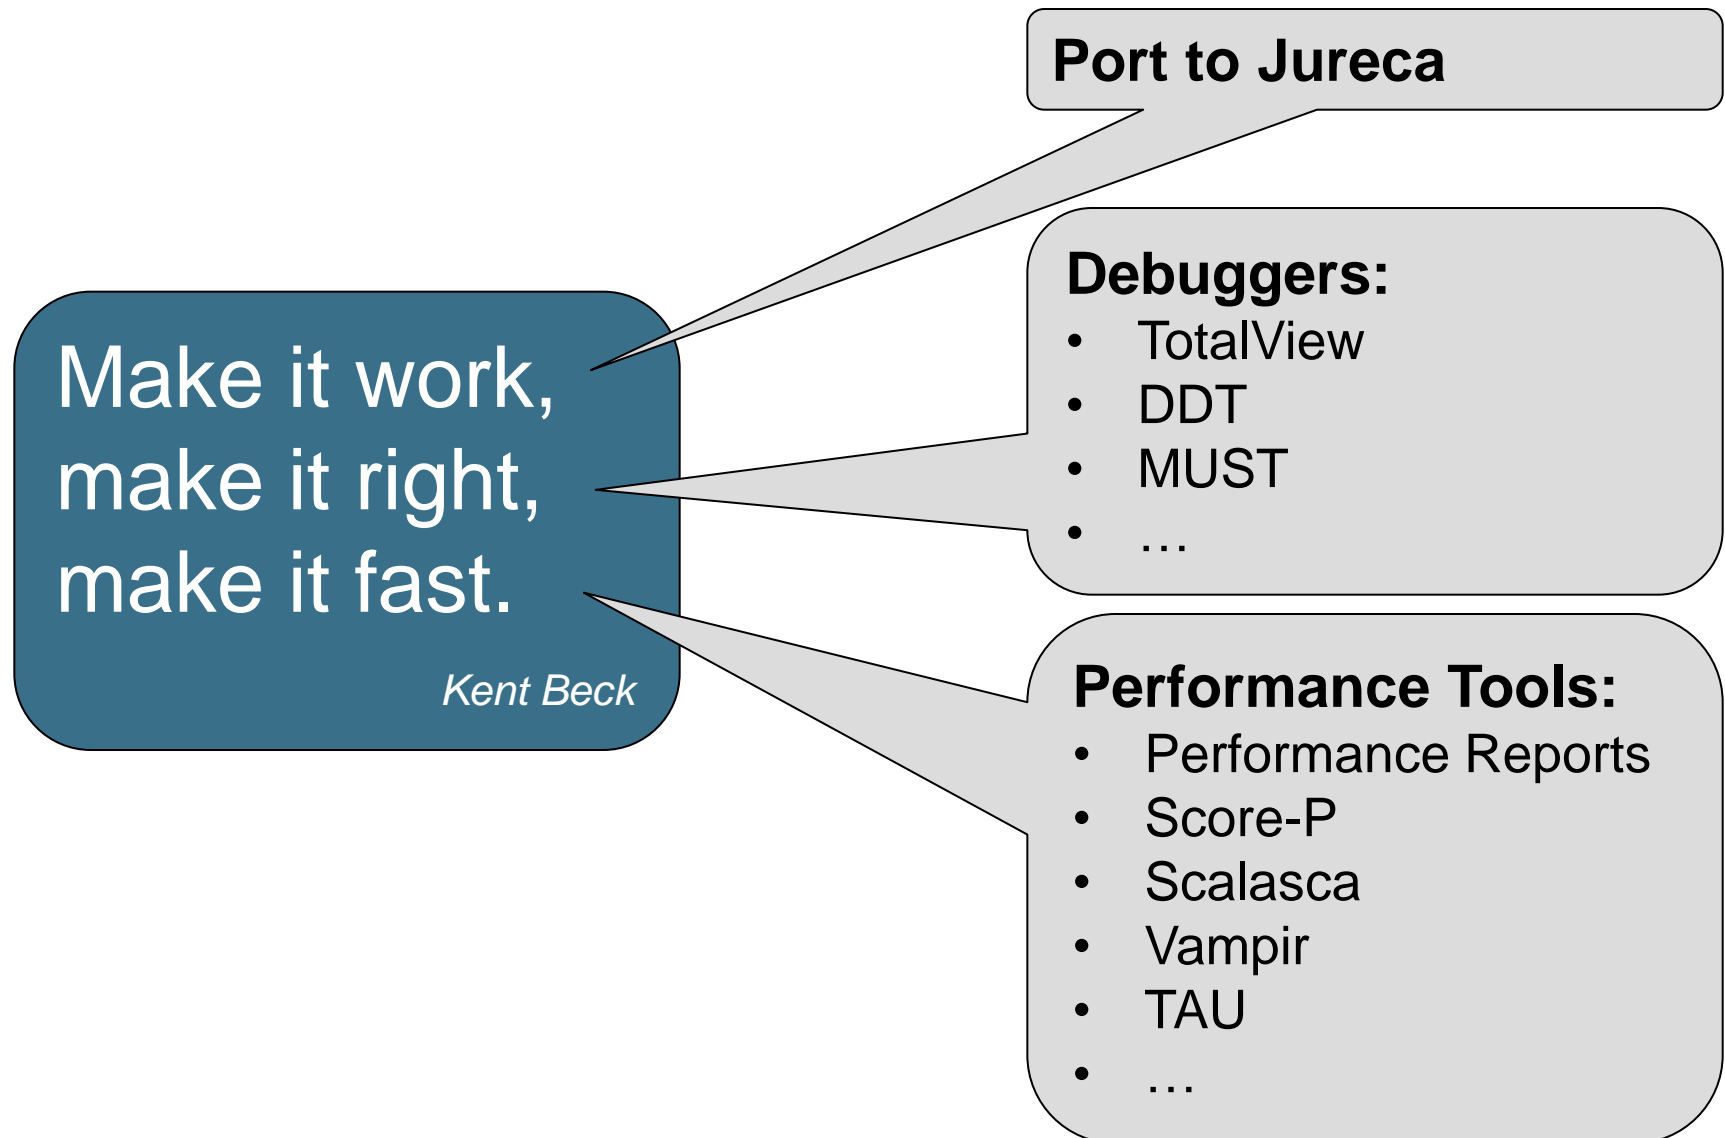 Make it work,
make it right,
make it fast.
Kent Beck
Port to Jureca
Debuggers:
• TotalView
• DDT
• MUST
• …
Performance Tools:
• Performance Reports
• Score-P
• Scalasca
• Vampir
• TAU
• …